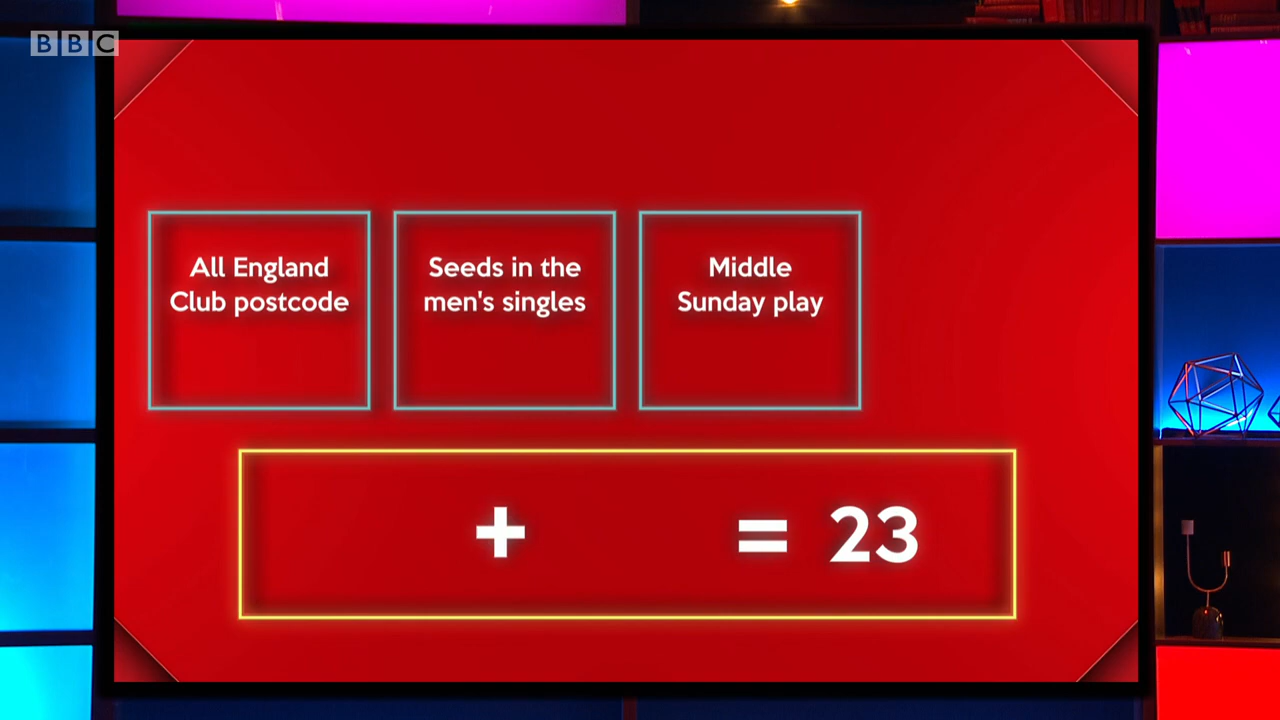 BBC
All England
Club postcode
Seeds in the
men's singles
Middle
Sunday play
+ = 23